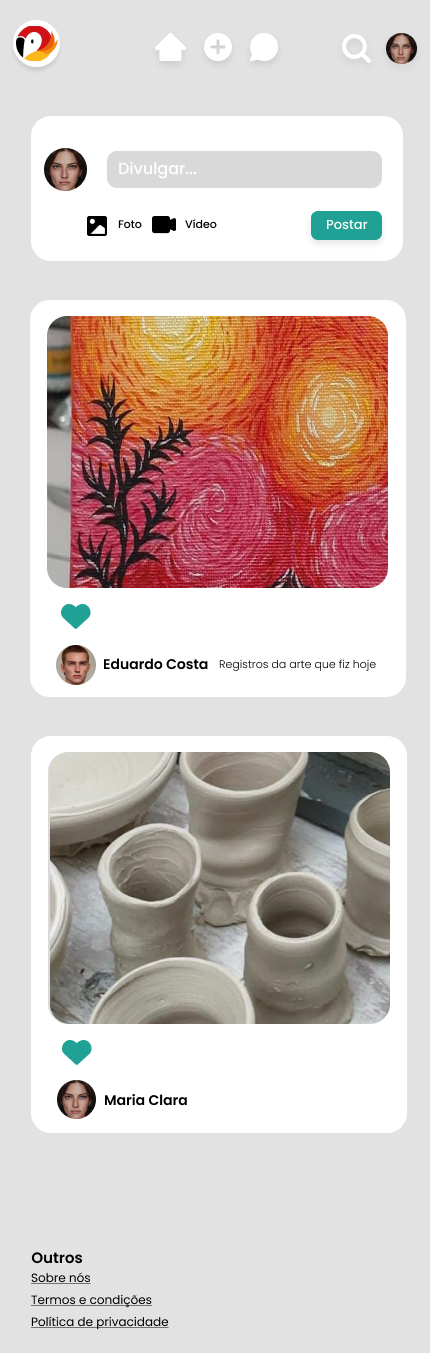 Divulgar...
Foto
Vídeo
Postar
Eduardo Costa Registros da arte que fiz hoje
Maria Clara
Outros
Sobre nós
Termos e condições
Política de privacidade